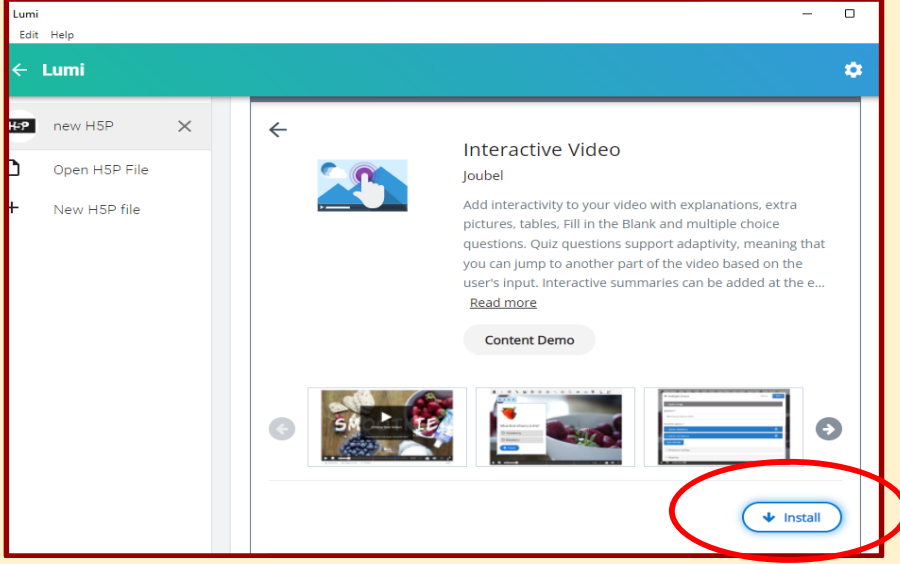 Lumi
Edit Help
Lumi
H5P new H5P
Open H5P File
New H5P file
Interactive Video
Joubel
Add interactivity to your video with explanations, extra
pictures, tables, Fill in the Blank and multiple choice
questions. Quiz questions support adaptivity, meaning that
you can jump to another part of the video based on the
user's input. Interactive summaries can be added at the e...
Read more
Content Demo
Install